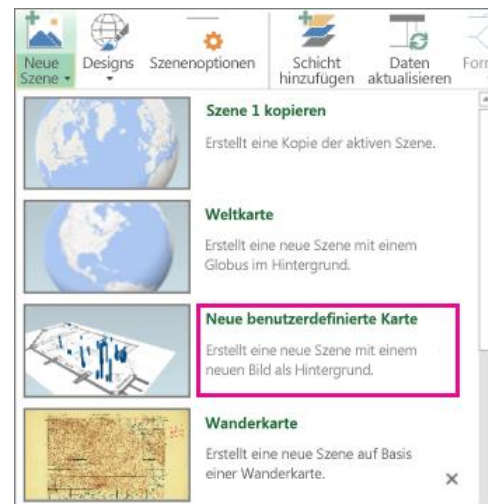 Neue
Szene
Designs
Szenenoptionen
Schicht
hinzufügen
Daten
aktualisieren
Szene 1 kopieren
Erstellt eine Kopie der aktiven Szene.
Weltkarte
Erstellt eine neue Szene mit einem
Globus im Hintergrund.
Neue benutzerdefinierte Karte
Erstellt eine neue Szene mit einem
neuen Bild als Hintergrund.
Wanderkarte
Erstellt eine neue Szene auf Basis
einer Wanderkarte.